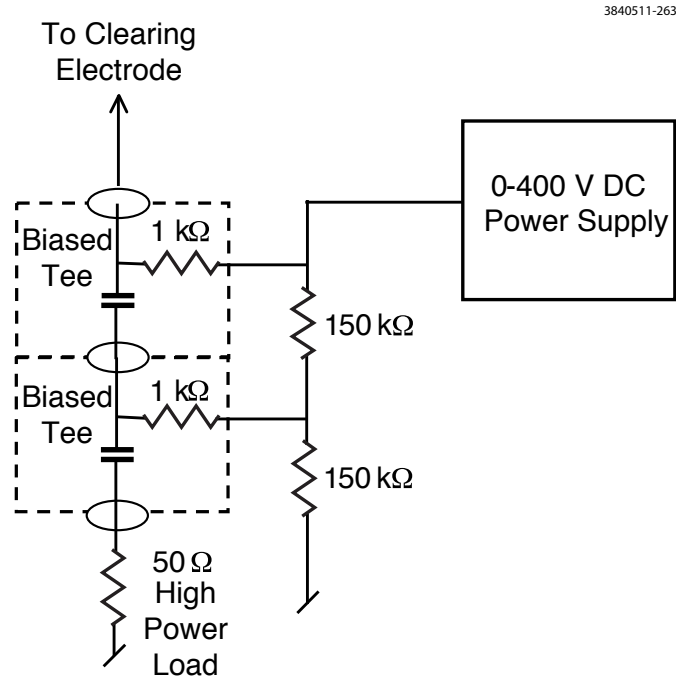 3840511-263
To Clearing
Electrode
0-400 V DC
Power Supply
Biased
Tee
1 kΩ
150 kΩ
Biased
Tee
1 kΩ
150 kΩ
50 Ω
High
Power
Load